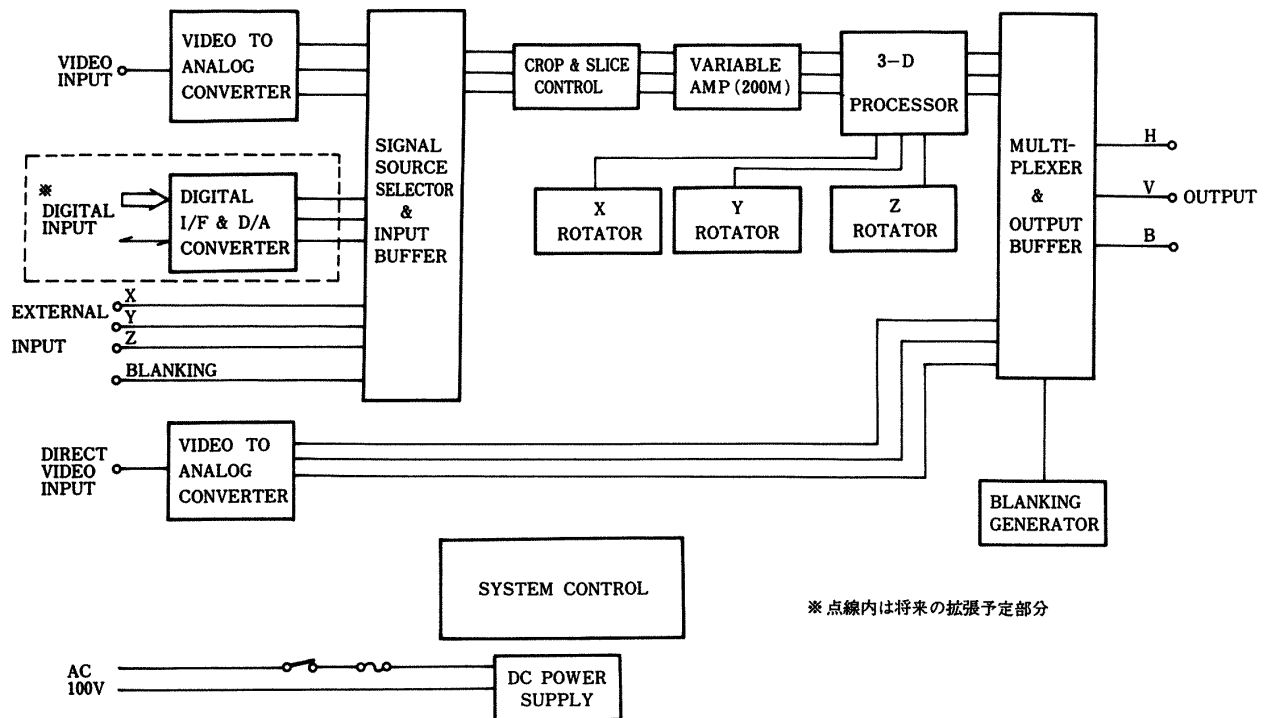 VIDEO
INPUT
VIDEO TO
ANALOG
CONVERTER
※
DIGITAL
INPUT
DIGITAL
I/F & D/A
CONVERTER
EXTERNAL
INPUT
X
Y
Z
BLANKING
SIGNAL
SOURCE
SELECTOR
&
INPUT
BUFFER
CROP & SLICE
CONTROL
VARIABLE
AMP (200M)
3-D
PROCESSOR
X
ROTATOR
Y
ROTATOR
Z
ROTATOR
MULTI-
PLEXER
&
OUTPUT
BUFFER
H
V
B
OUTPUT
DIRECT
VIDEO
INPUT
VIDEO TO
ANALOG
CONVERTER
BLANKING
GENERATOR
SYSTEM CONTROL
※点線内は将来の拡張予定部分
AC
100V
DC POWER
SUPPLY